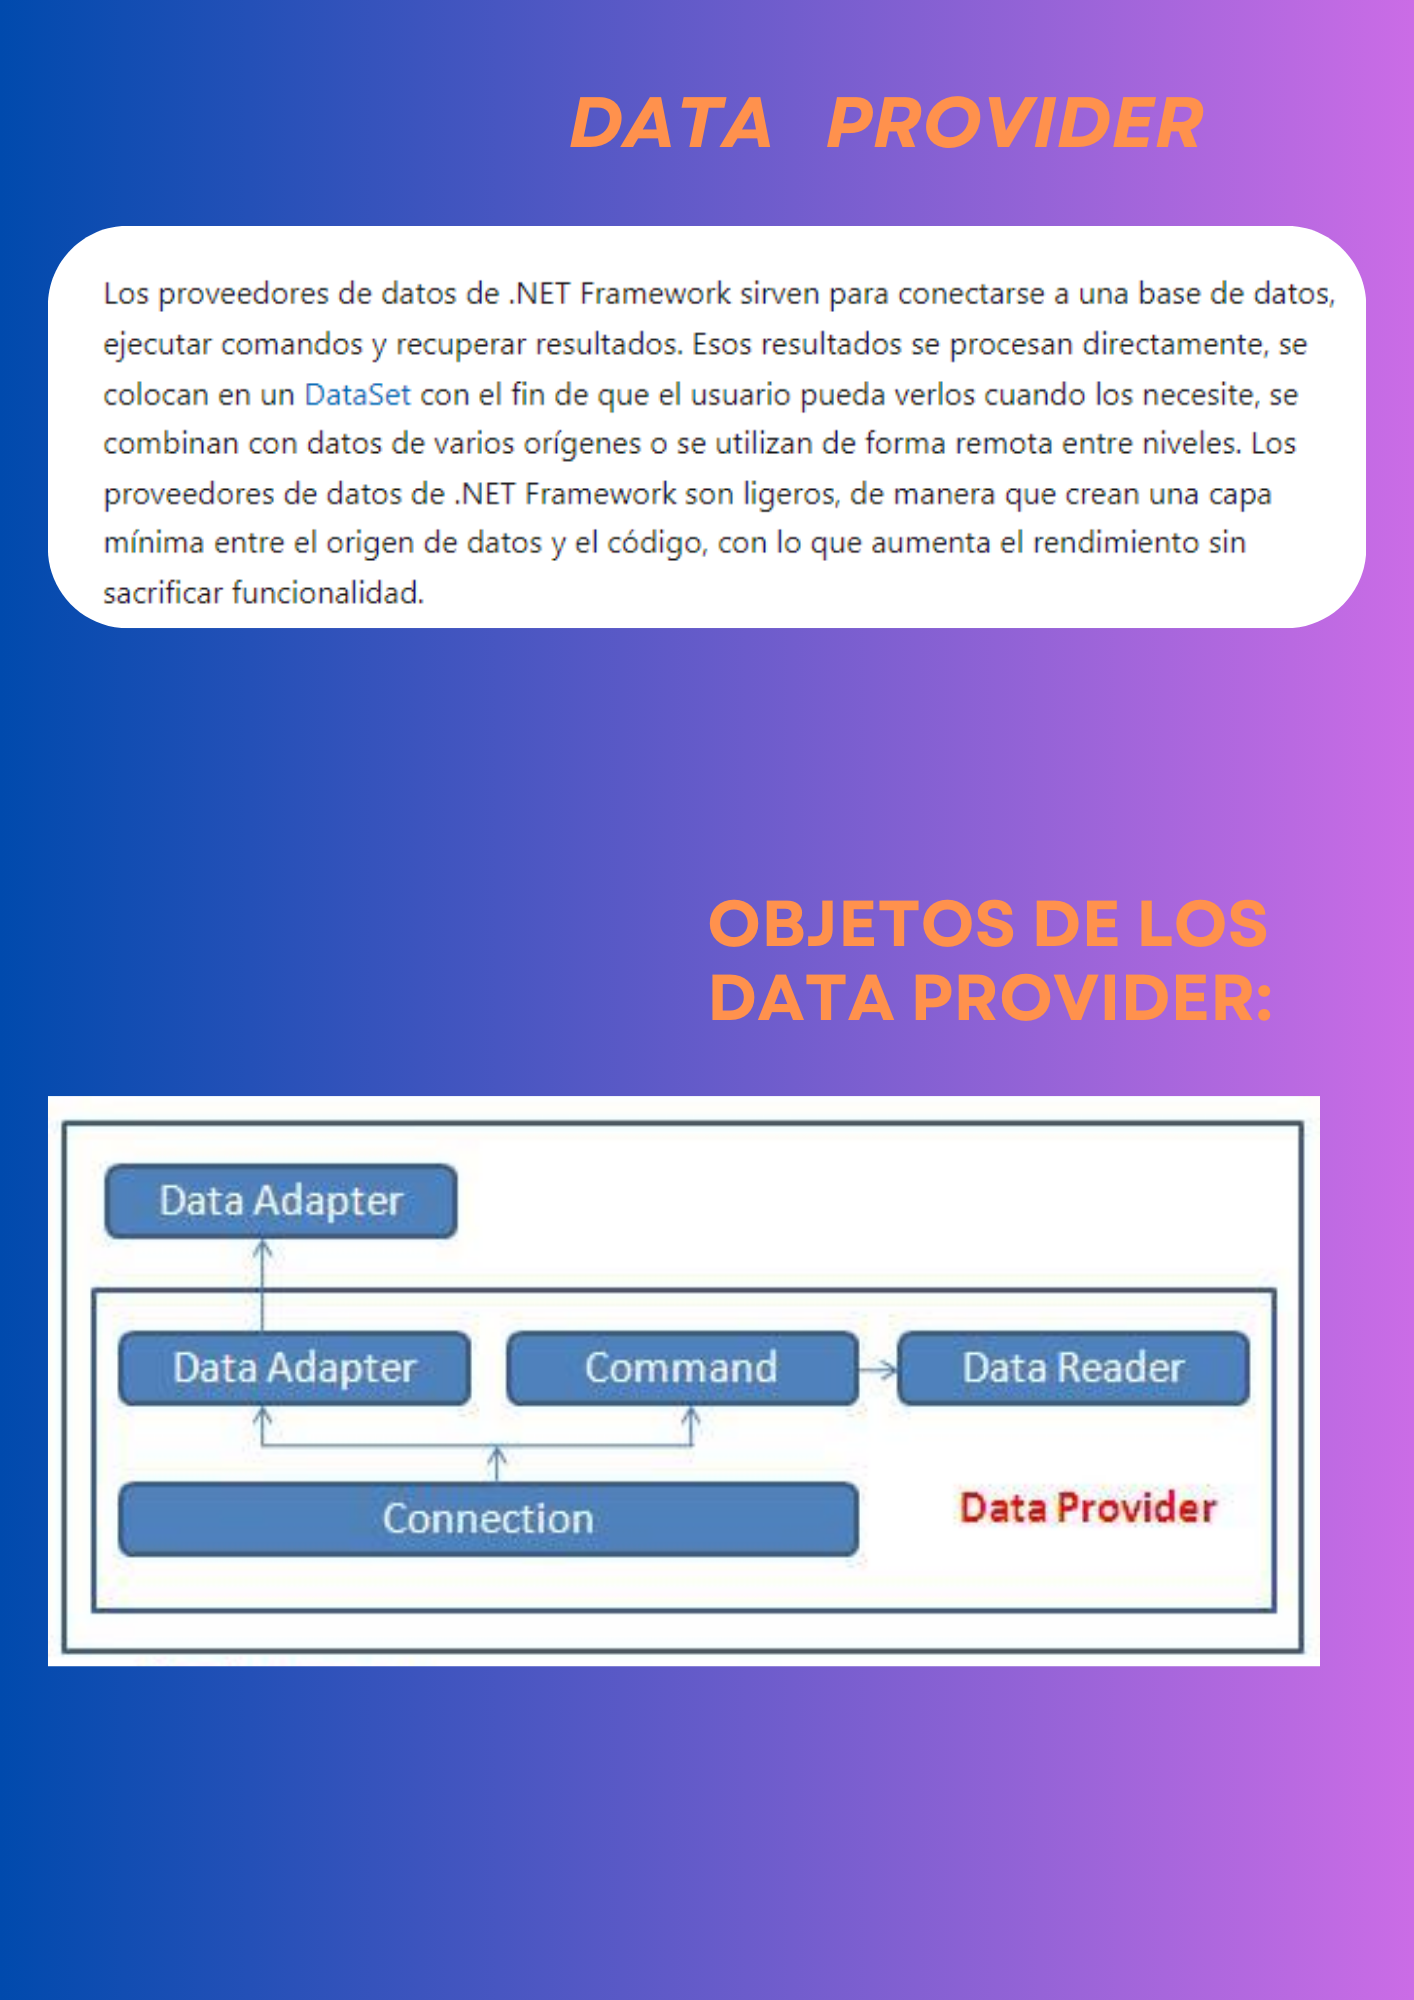 DATA PROVIDER
Los proveedores de datos de .NET Framework sirven para conectarse a una base de datos,
ejecutar comandos y recuperar resultados. Esos resultados se procesan directamente, se
colocan en un DataSet con el fin de que el usuario pueda verlos cuando los necesite, se
combinan con datos de varios orígenes o se utilizan de forma remota entre niveles. Los
proveedores de datos de .NET Framework son ligeros, de manera que crean una capa
mínima entre el origen de datos y el código, con lo que aumenta el rendimiento sin
sacrificar funcionalidad.
OBJETOS DE LOS
DATA PROVIDER:
Data Adapter
Data Adapter
Command
Data Reader
Connection
Data Provider